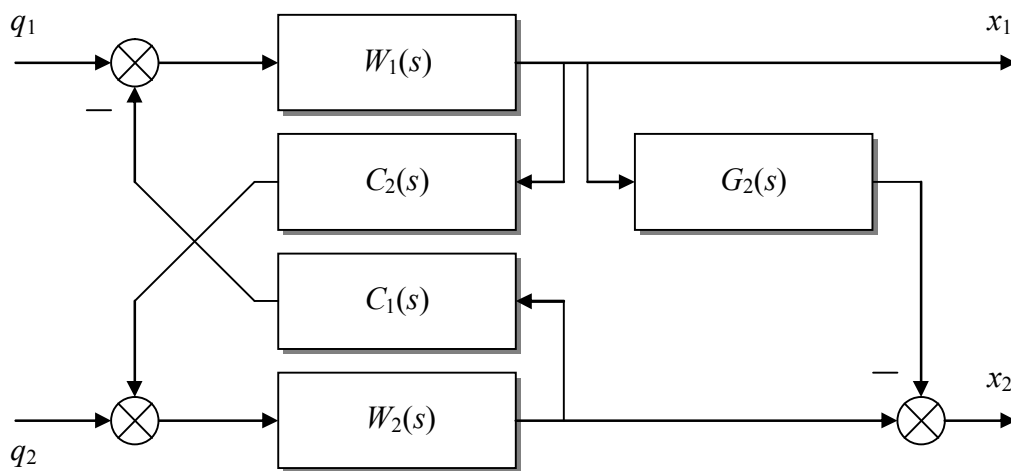 q₁
x₁
W₁(s)
–
C₂(s)
G₂(s)
C₁(s)
–
x₂
W₂(s)
q₂